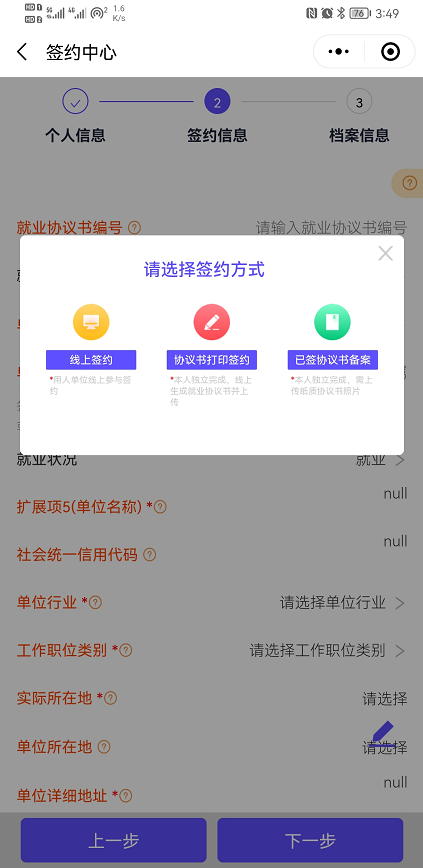 HD 1 5G 4G 2 1.6 76 3:49
HD 2 K/s
签约中心
2 3
个人信息 签约信息 档案信息
就业协议书编号 请输入就业协议书编号
请选择签约方式
线上签约 协议书打印签约 已签协议书备案
*用人单位线上参与签约
*本人独立完成，线上生成就业协议书并上传
*本人独立完成，需上传纸质协议书照片
就业状况 就业
null
扩展项5(单位名称) *
null
社会统一信用代码
单位行业 * 请选择单位行业
工作职位类别 * 请选择工作职位类别
实际所在地 * 请选择
单位所在地 请选择
null
单位详细地址 *
上一步 下一步